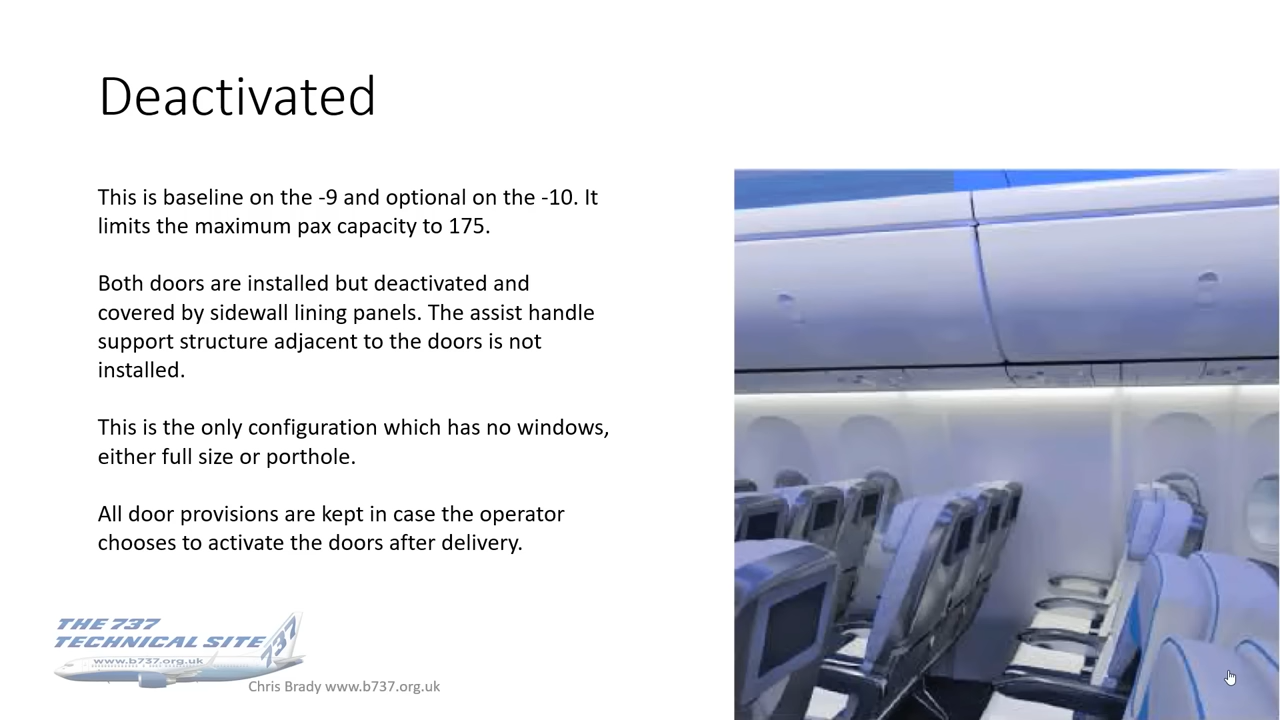 Deactivated
This is baseline on the -9 and optional on the -10. It
limits the maximum pax capacity to 175.
Both doors are installed but deactivated and
covered by sidewall lining panels. The assist handle
support structure adjacent to the doors is not
installed.
This is the only configuration which has no windows,
either full size or porthole.
All door provisions are kept in case the operator
chooses to activate the doors after delivery.
THE 737
TECHNICAL SITE
737
www.b737.org.uk
Chris Brady www.b737.org.uk